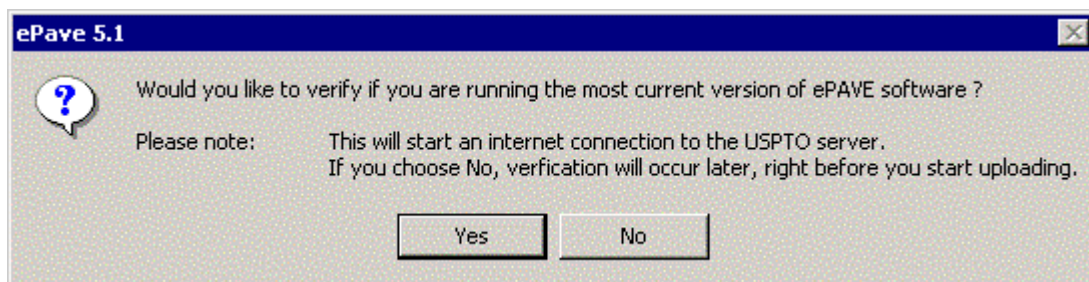 ePave 5.1
Would you like to verify if you are running the most current version of ePAVE software ?
Please note: This will start an internet connection to the USPTO server.
If you choose No, verfication will occur later, right before you start uploading.
Yes No